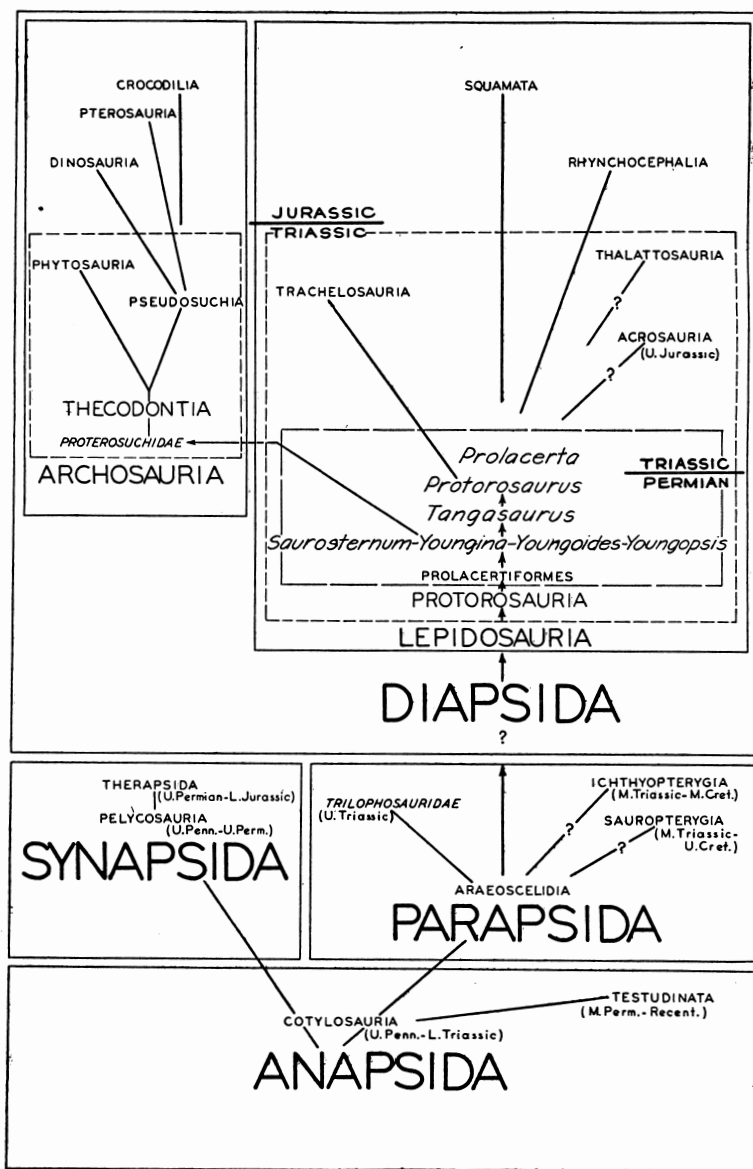 CROCODILIA
PTEROSAURIA
DINOSAURIA
PHYTOSAURIA
PSEUDOSUCHIA
THECODONTIA
PROTEROSUCHIDAE
ARCHOSAURIA
SQUAMATA
RHYNCHOCEPHALIA
JURASSIC
TRIASSIC
THALATTOSAURIA
?
TRACHELOSAURIA
ACROSAURIA
(U. Jurassic)
?
Prolacerta
TRIASSIC
PERMIAN
Protorosaurus
Tangasaurus
Saurosternum-Youngina-Youngoides-Youngopsis
PROLACERTIFORMES
PROTOROSAURIA
LEPIDOSAURIA
DIAPSIDA
?
THERAPSIDA
(U. Permian-L. Jurassic)
PELYCOSAURIA
(U. Penn.-U. Perm.)
SYNAPSIDA
TRILOPHOSAURIDAE
(U. Triassic)
ICHTHYOPTERYGIA
(M. Triassic-M. Cret.)
?
SAUROPTERYGIA
(M. Triassic-
U. Cret.)
?
ARAEOSCELIDIA
PARAPSIDA
COTYLOSAURIA
(U. Penn.-L. Triassic)
TESTUDINATA
(M. Perm.-Recent.)
ANAPSIDA